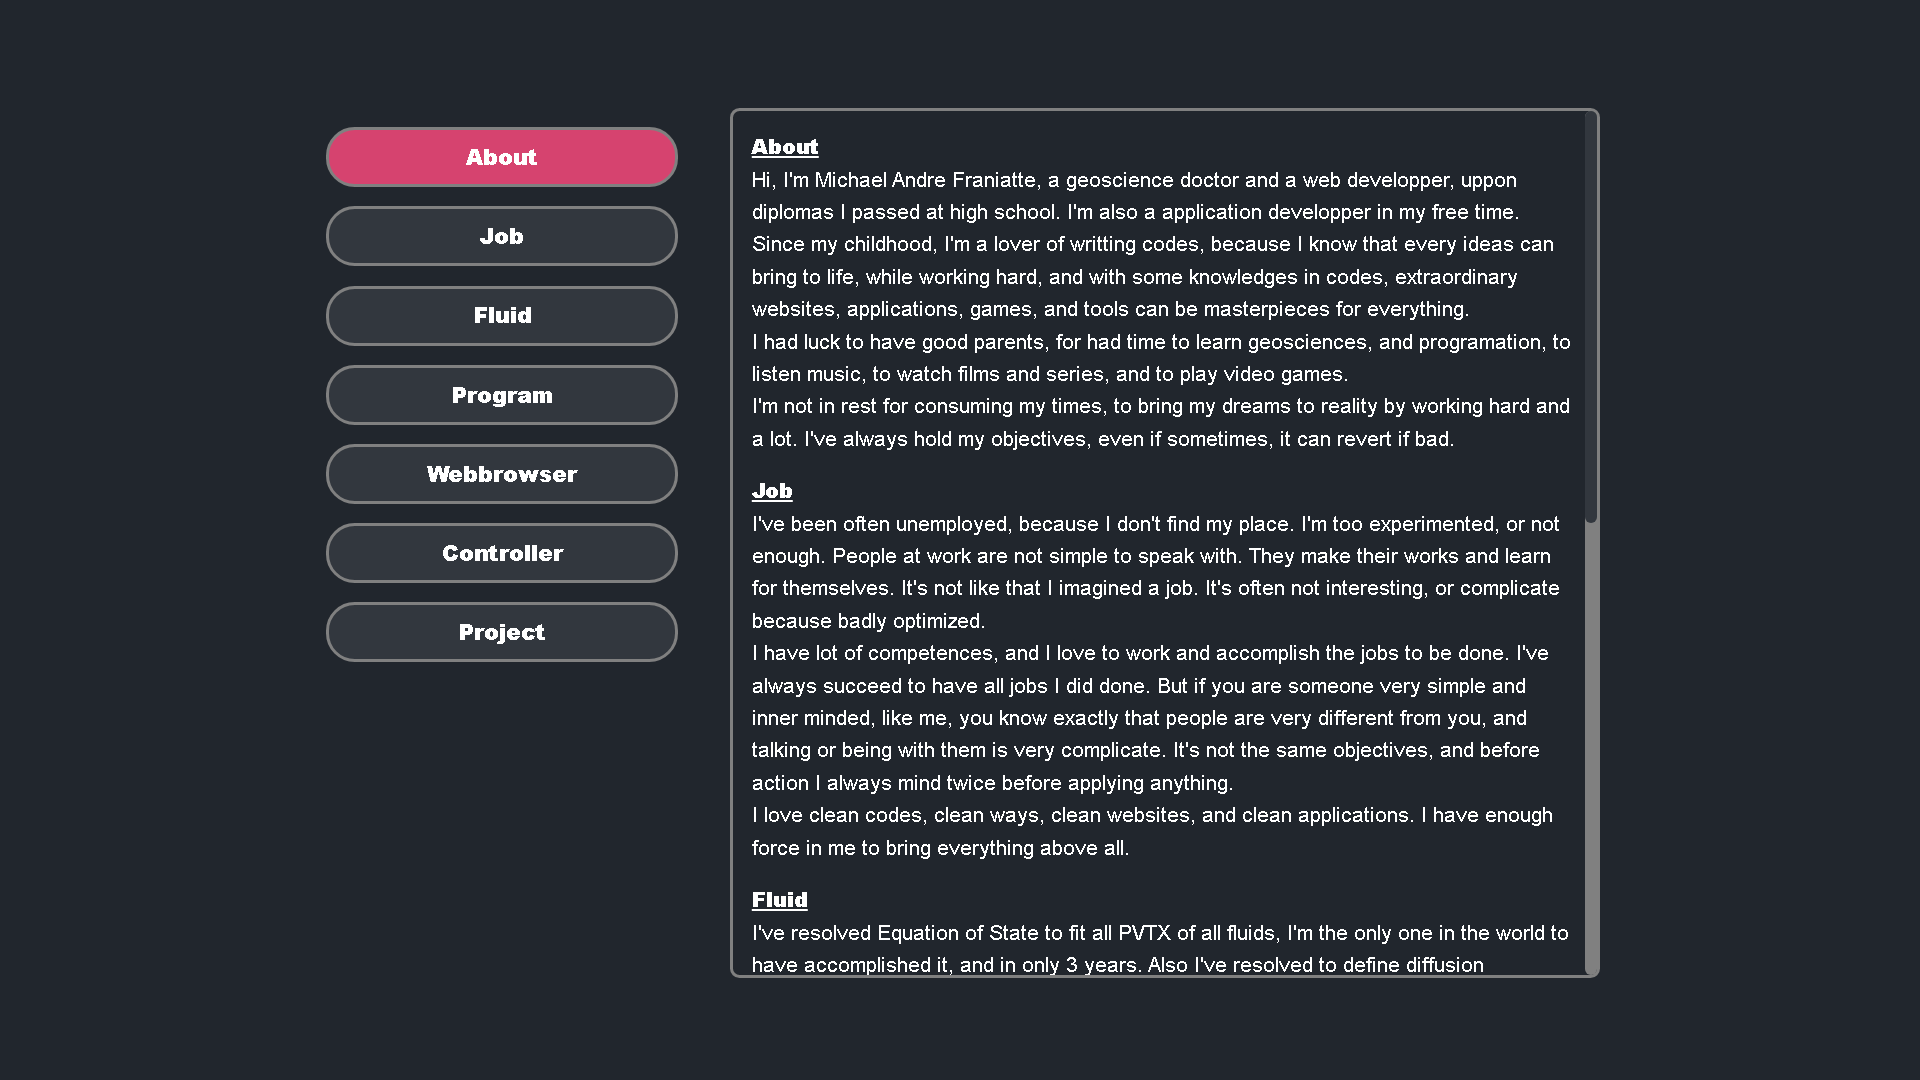 About
Job
Fluid
Program
Webbrowser
Controller
Project
About
Hi, I'm Michael Andre Franiatte, a geoscience doctor and a web developper, uppon
diplomas I passed at high school. I'm also a application developper in my free time.
Since my childhood, I'm a lover of writting codes, because I know that every ideas can
bring to life, while working hard, and with some knowledges in codes, extraordinary
websites, applications, games, and tools can be masterpieces for everything.
I had luck to have good parents, for had time to learn geosciences, and programation, to
listen music, to watch films and series, and to play video games.
I'm not in rest for consuming my times, to bring my dreams to reality by working hard and
a lot. I've always hold my objectives, even if sometimes, it can revert if bad.
Job
I've been often unemployed, because I don't find my place. I'm too experimented, or not
enough. People at work are not simple to speak with. They make their works and learn
for themselves. It's not like that I imagined a job. It's often not interesting, or complicate
because badly optimized.
I have lot of competences, and I love to work and accomplish the jobs to be done. I've
always succeed to have all jobs I did done. But if you are someone very simple and
inner minded, like me, you know exactly that people are very different from you, and
talking or being with them is very complicate. It's not the same objectives, and before
action I always mind twice before applying anything.
I love clean codes, clean ways, clean websites, and clean applications. I have enough
force in me to bring everything above all.
Fluid
I've resolved Equation of State to fit all PVTX of all fluids, I'm the only one in the world to
have accomplished it, and in only 3 years. Also I've resolved to define diffusion